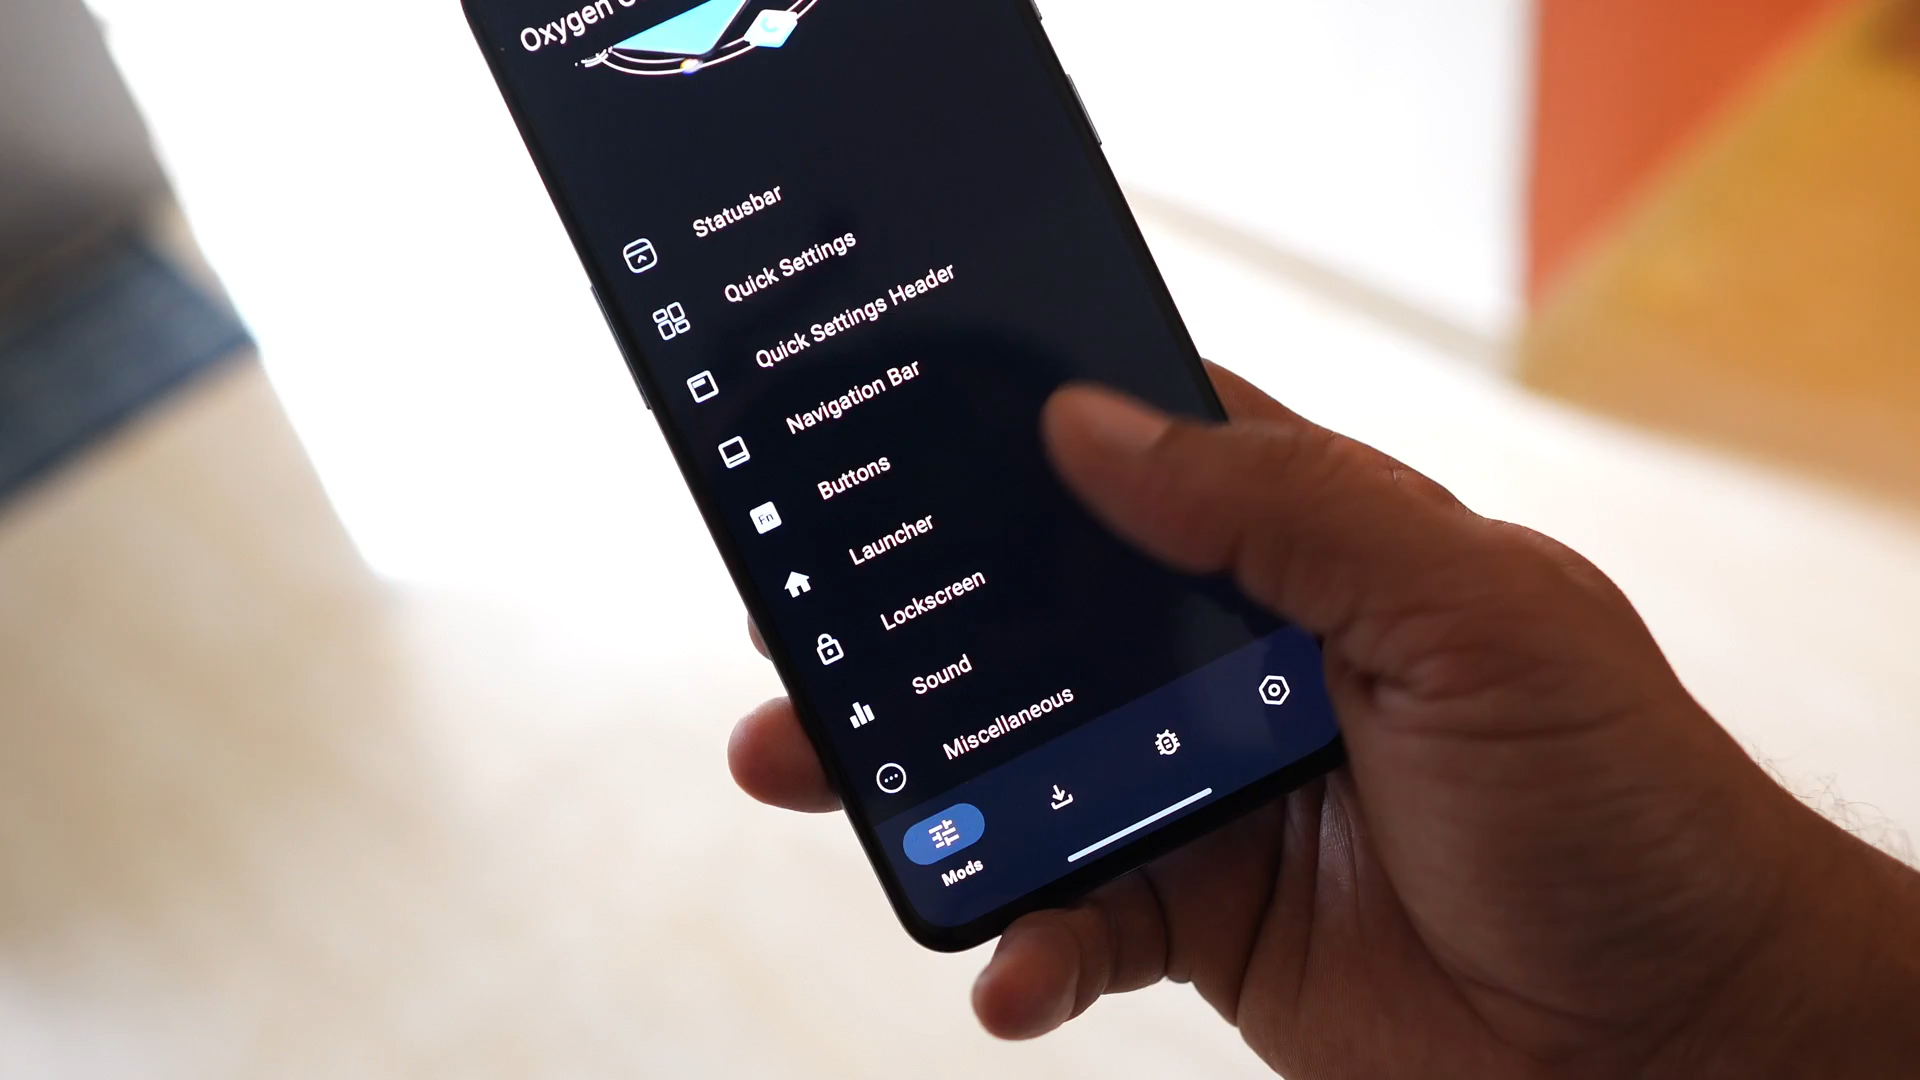 Oxygen
Statusbar
Quick Settings
Quick Settings Header
Navigation Bar
Fn
Buttons
Launcher
Lockscreen
Sound
Miscellaneous
Mods